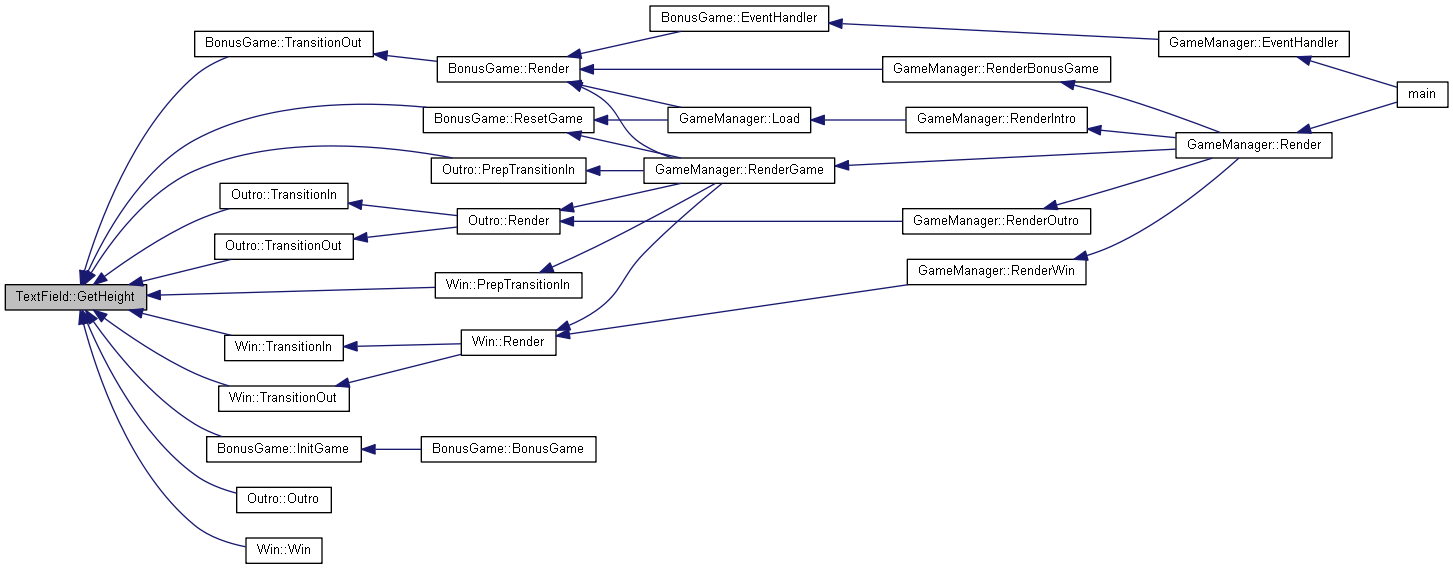 BonusGame::EventHandler
BonusGame::TransitionOut
GameManager::EventHandler
BonusGame::Render
GameManager::RenderBonusGame
main
BonusGame::ResetGame
GameManager::Load
GameManager::RenderIntro
GameManager::Render
Outro::PrepTransitionIn
GameManager::RenderGame
Outro::TransitionIn
Outro::Render
GameManager::RenderOutro
Outro::TransitionOut
GameManager::RenderWin
Win::PrepTransitionIn
TextField::GetHeight
Win::TransitionIn
Win::Render
Win::TransitionOut
BonusGame::InitGame
BonusGame::BonusGame
Outro::Outro
Win::Win